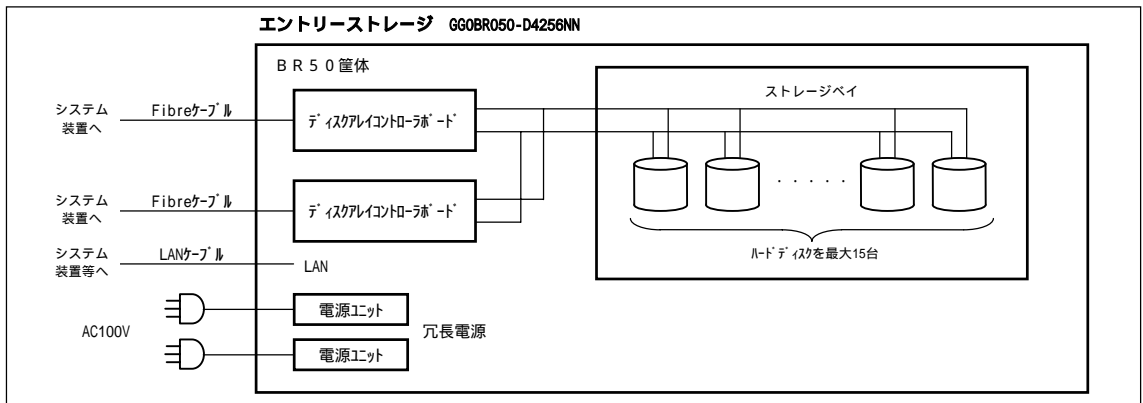 エントリーストレージ GG0BR050-D4256NN
ＢＲ５０筐体
ストレージベイ
システム
装置へ
Fibreｹｰﾌﾞﾙ
ﾃﾞｨｽｸｱﾚｲｺﾝﾄﾛｰﾗﾎﾞｰﾄﾞ
・・・・・
システム
装置へ
Fibreｹｰﾌﾞﾙ
ﾃﾞｨｽｸｱﾚｲｺﾝﾄﾛｰﾗﾎﾞｰﾄﾞ
ﾊｰﾄﾞﾃﾞｨｽｸを最大15台
システム
装置等へ
LANｹｰﾌﾞﾙ
LAN
AC100V
電源ﾕﾆｯﾄ
冗長電源
電源ﾕﾆｯﾄ